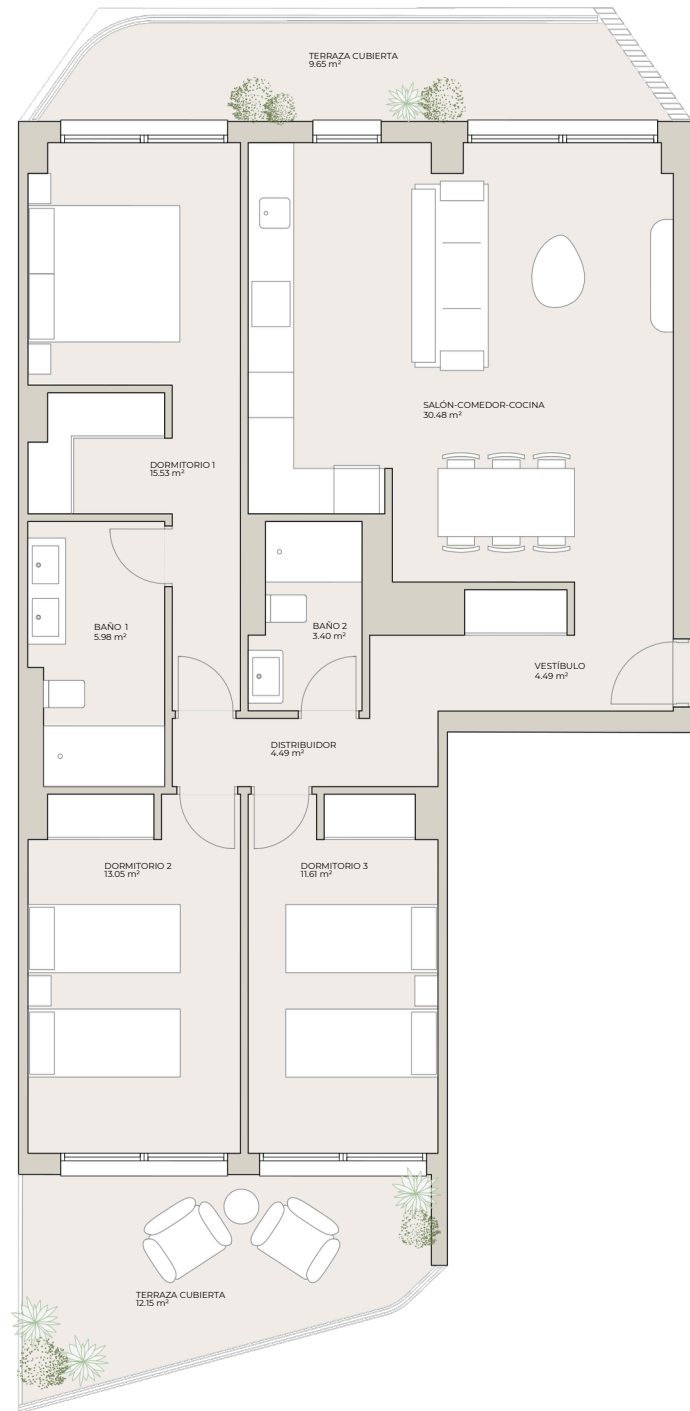 TERRAZA CUBIERTA
9.65 m²
SALÓN-COMEDOR-COCINA
30.48 m²
DORMITORIO 1
15.53 m²
BAÑO 1
5.98 m²
BAÑO 2
3.40 m²
VESTÍBULO
4.49 m²
DISTRIBUIDOR
4.49 m²
DORMITORIO 2
13.05 m²
DORMITORIO 3
11.61 m²
TERRAZA CUBIERTA
12.15 m²